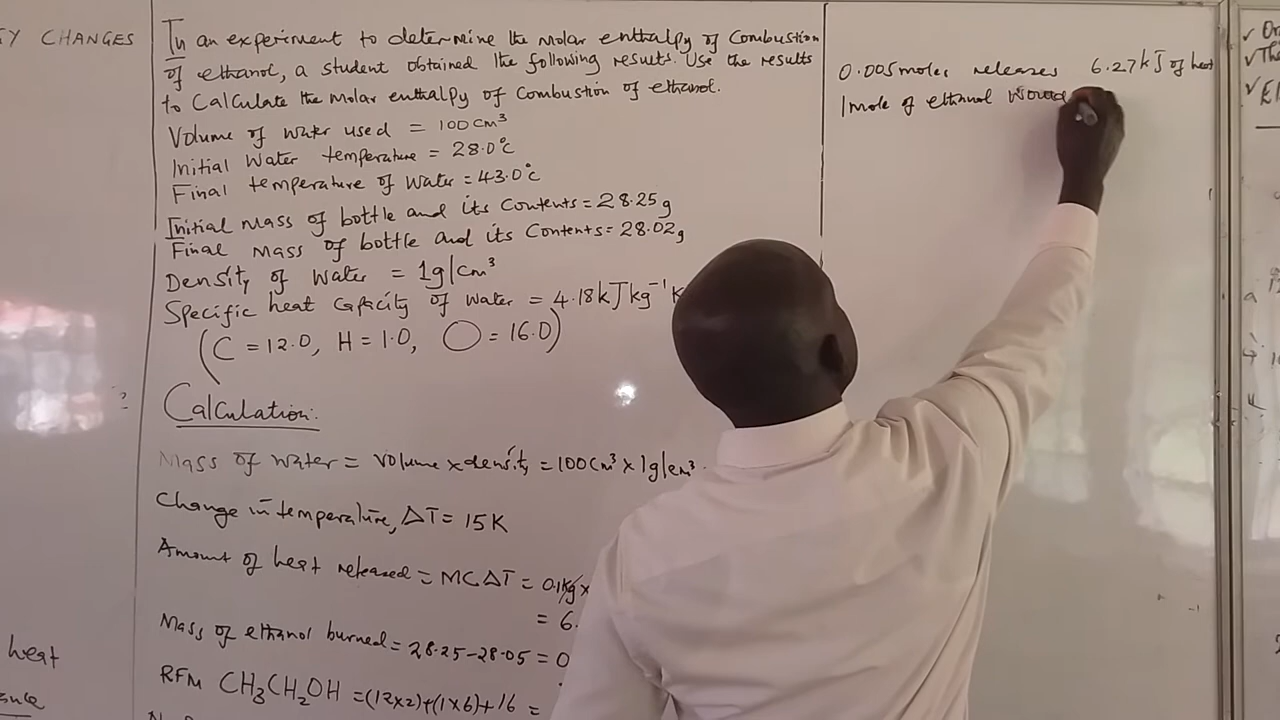 TY CHANGES
In an experiment to determine the molar enthalpy of Combustion
of ethanol, a student obtained the following results. Use the results
to Calculate the Molar enthalpy of Combustion of ethanol.
Volume of water used = 100cm³
Initial Water temperature = 28.0°C
Final temperature of Water = 43.0°C
Initial mass of bottle and its Contents = 28.25g
Final Mass of bottle and its Contents = 28.02g
Density of Water = 1g/cm³
Specific heat Capacity of Water = 4.18kJkg⁻¹K
(C = 12.0, H = 1.0, O = 16.0)
Calculation:
Mass of water = Volume x density = 100cm³ x 1g/cm³
Change in temperature, ΔT = 15K
Amount of heat released = MCΔT = 0.1kg x
= 6.
Mass of ethanol burned = 28.25-28.05 = 0
RFM CH₃CH₂OH = (12x2)+(1x6)+16 =
0.005moles releases 6.27kJ of heat
1mole of ethanol would
heat